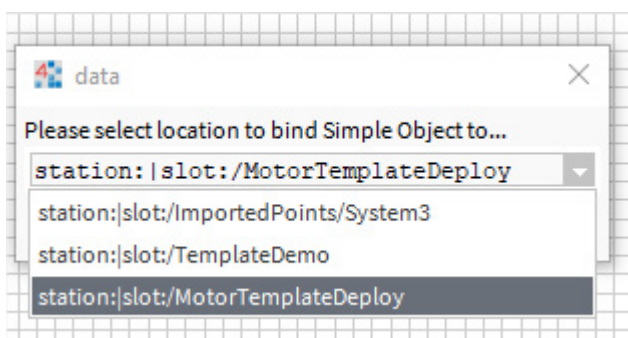 data
Please select location to bind Simple Object to...
station:|slot:/MotorTemplateDeploy
station:|slot:/ImportedPoints/System3
station:|slot:/TemplateDemo
station:|slot:/MotorTemplateDeploy